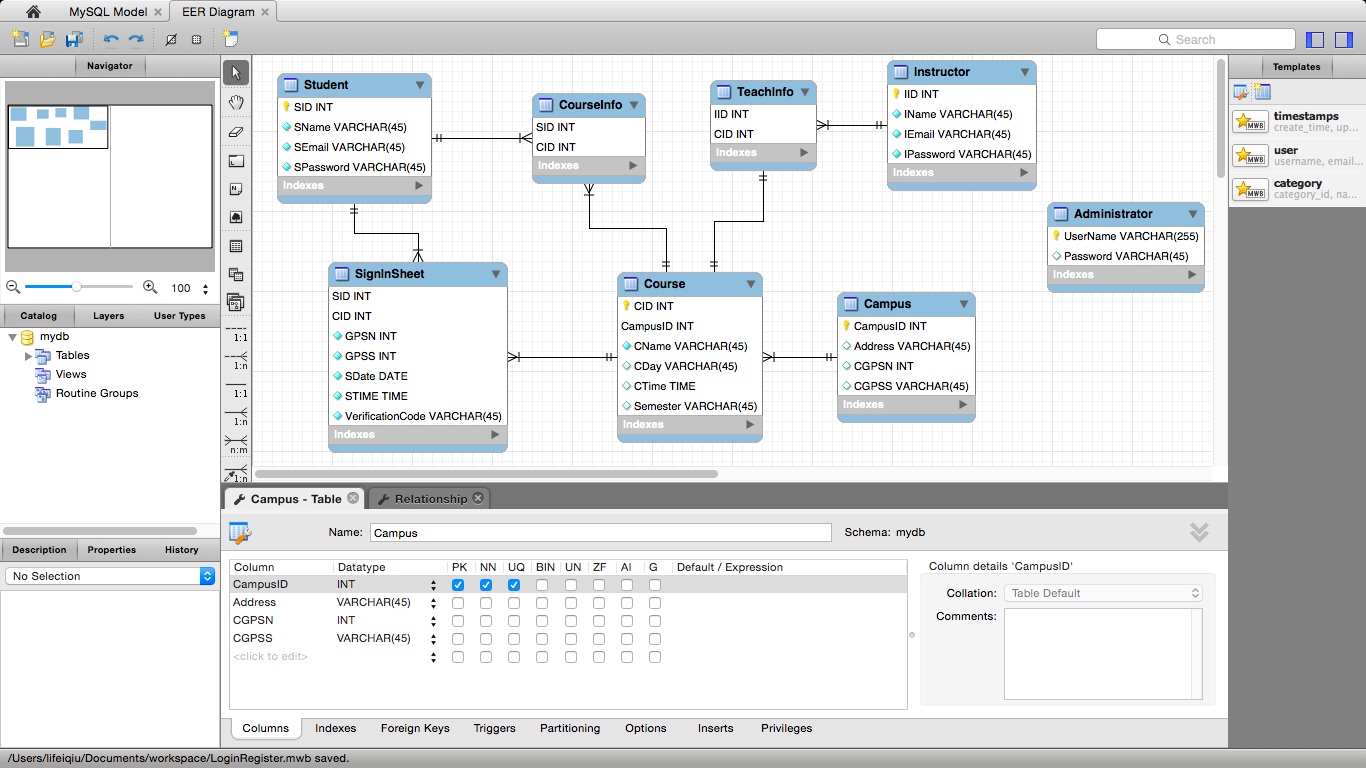 MySQL Model
EER Diagram
Search
Navigator
100
Catalog Layers User Types
mydb
Tables
Views
Routine Groups
Description Properties History
No Selection
1:1
1:n
1:1
1:n
n:m
1:n
Student
SID INT
SName VARCHAR(45)
SEmail VARCHAR(45)
SPassword VARCHAR(45)
Indexes
CourseInfo
SID INT
CID INT
Indexes
TeachInfo
IID INT
CID INT
Indexes
Instructor
IID INT
IName VARCHAR(45)
IEmail VARCHAR(45)
IPassword VARCHAR(45)
Indexes
Administrator
UserName VARCHAR(255)
Password VARCHAR(45)
Indexes
SignInSheet
SID INT
CID INT
GPSN INT
GPSS INT
SDate DATE
STIME TIME
VerificationCode VARCHAR(45)
Indexes
Course
CID INT
CampusID INT
CName VARCHAR(45)
CDay VARCHAR(45)
CTime TIME
Semester VARCHAR(45)
Indexes
Campus
CampusID INT
Address VARCHAR(45)
CGPSN INT
CGPSS VARCHAR(45)
Indexes
Templates
MWB
timestamps
create_time, up...
MWB
user
username, email...
MWB
category
category_id, na...
Campus - Table
Relationship
Name: Campus
Schema: mydb
Column Datatype PK NN UQ BIN UN ZF AI G Default / Expression
CampusID INT
Address VARCHAR(45)
CGPSN INT
CGPSS VARCHAR(45)
<click to edit>
Column details 'CampusID'
Collation: Table Default
Comments:
Columns Indexes Foreign Keys Triggers Partitioning Options Inserts Privileges
/Users/lifeiqiu/Documents/workspace/LoginRegister.mwb saved.